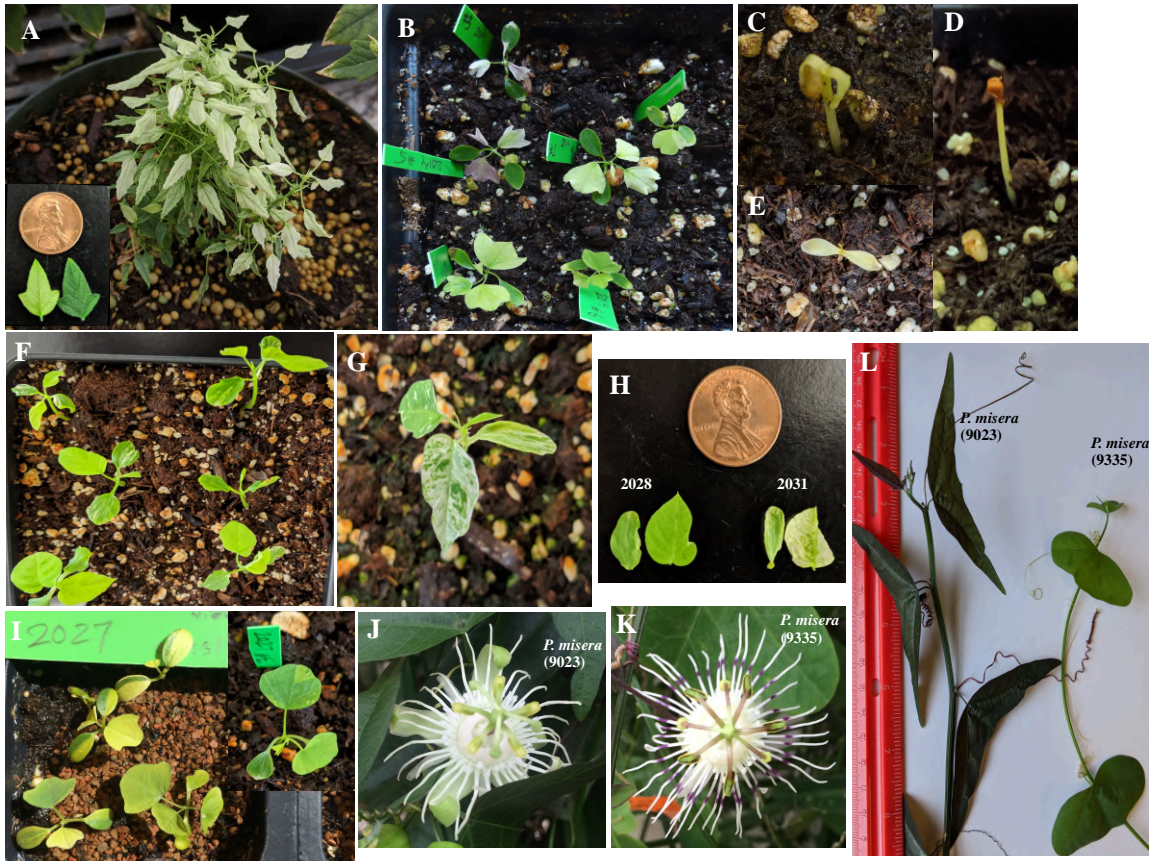 A
B
C
D
E
F
G
H
2028
2031
L
P. misera
(9023)
P. misera
(9335)
I
2027
J
P. misera
(9023)
K
P. misera
(9335)